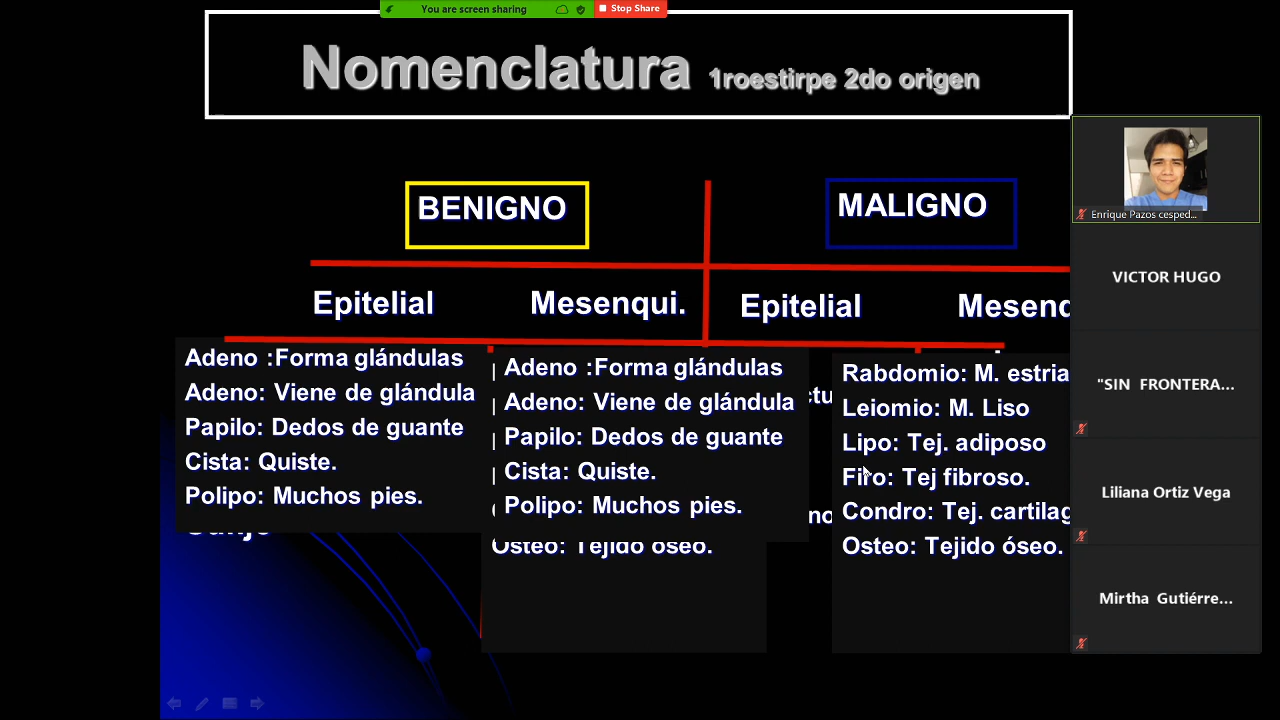 You are screen sharing
Stop Share
Nomenclatura 1roestirpe 2do origen
BENIGNO
MALIGNO
Epitelial
Mesenqui.
Epitelial
Mesenq
Adeno :Forma glándulas
Adeno: Viene de glándula
Papilo: Dedos de guante
Cista: Quiste.
Polipo: Muchos pies.
Adeno :Forma glándulas
Adeno: Viene de glándula
Papilo: Dedos de guante
Cista: Quiste.
Polipo: Muchos pies.
Osteo: Tejido óseo.
Rabdomio: M. estria
Leiomio: M. Liso
Lipo: Tej. adiposo
Fibro: Tej fibroso.
Condro: Tej. cartilag
Osteo: Tejido óseo.
Enrique Pazos cesped...
VICTOR HUGO
"SIN FRONTERA...
Liliana Ortiz Vega
Mirtha Gutiérre...